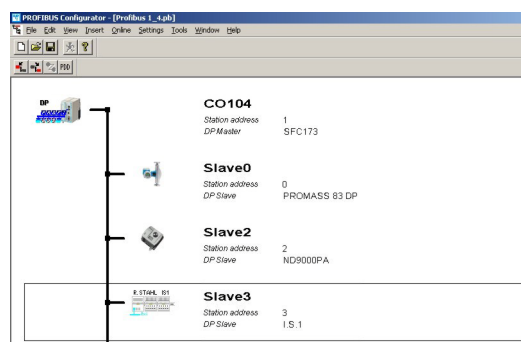 PROFIBUS Configurator - [Profibus 1_4.pb]
File Edit View Insert Online Settings Tools Window Help
PDD
DP
CO104
Station address 1
DP Master SFC173
Slave0
Station address 0
DP Slave PROMASS 83 DP
Slave2
Station address 2
DP Slave ND9000PA
R. STAHL IS1
Slave3
Station address 3
DP Slave I.S.1